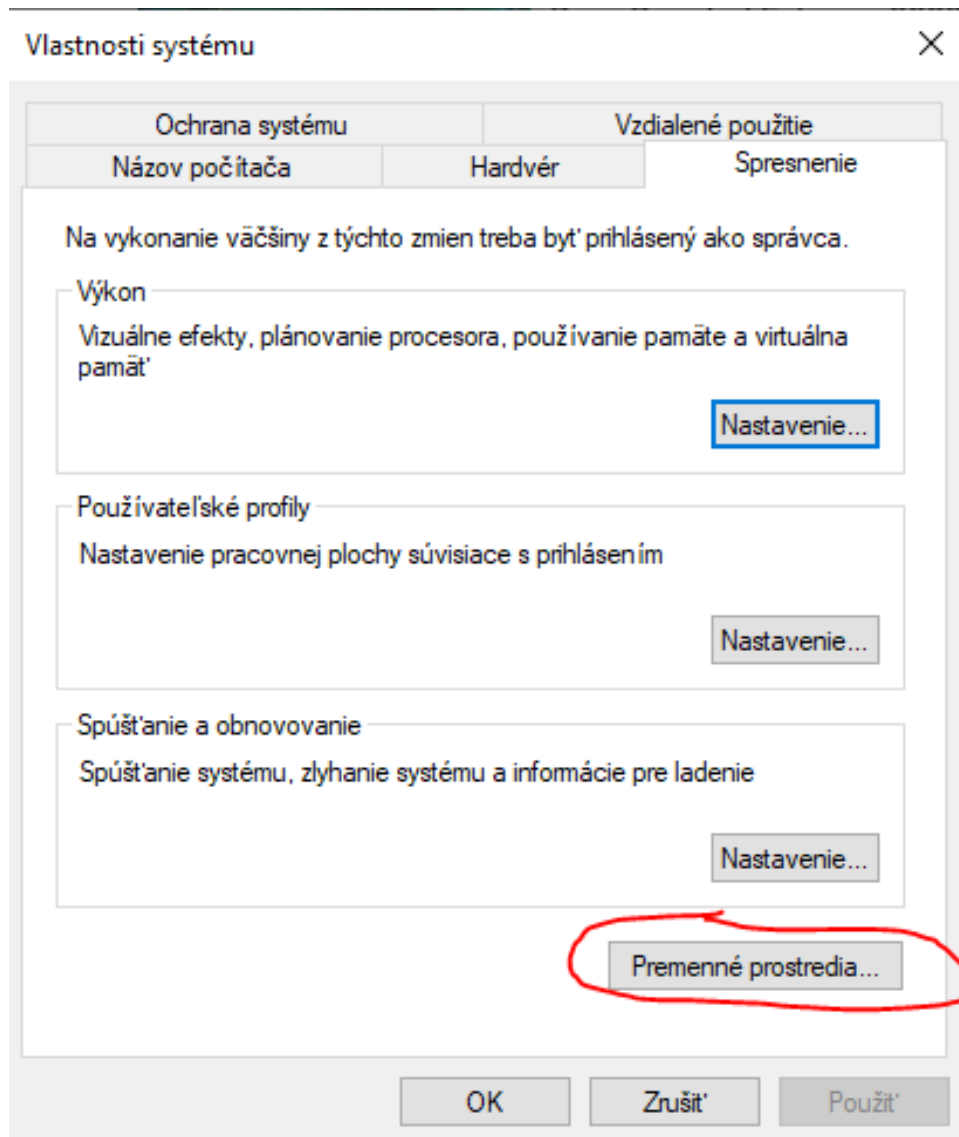 Vlastnosti systému
Ochrana systému
Vzdialené použitie
Názov počítača
Hardvér
Spresnenie
Na vykonanie väčšiny z týchto zmien treba byť prihlásený ako správca.
Výkon
Vizuálne efekty, plánovanie procesora, používanie pamäte a virtuálna
pamäť
Nastavenie...
Používateľské profily
Nastavenie pracovnej plochy súvisiace s prihlásením
Nastavenie...
Spúšťanie a obnovovanie
Spúšťanie systému, zlyhanie systému a informácie pre ladenie
Nastavenie...
Premenné prostredia...
OK
Zrušiť
Použiť